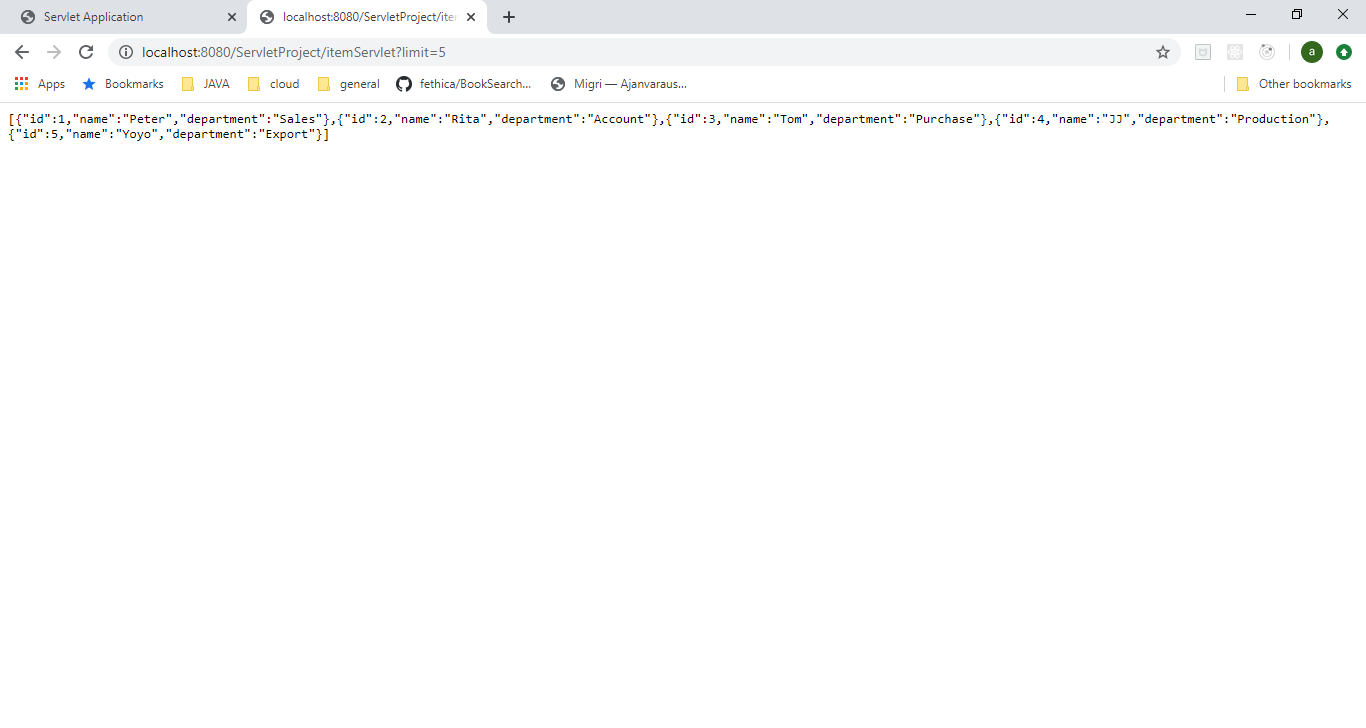 Servlet Application
localhost:8080/ServletProject/ite
localhost:8080/ServletProject/itemServlet?limit=5
a
Apps Bookmarks JAVA cloud general fethica/BookSearch... Migri — Ajanvaraus... Other bookmarks
[{"id":1,"name":"Peter","department":"Sales"},{"id":2,"name":"Rita","department":"Account"},{"id":3,"name":"Tom","department":"Purchase"},{"id":4,"name":"JJ","department":"Production"},
{"id":5,"name":"Yoyo","department":"Export"}]